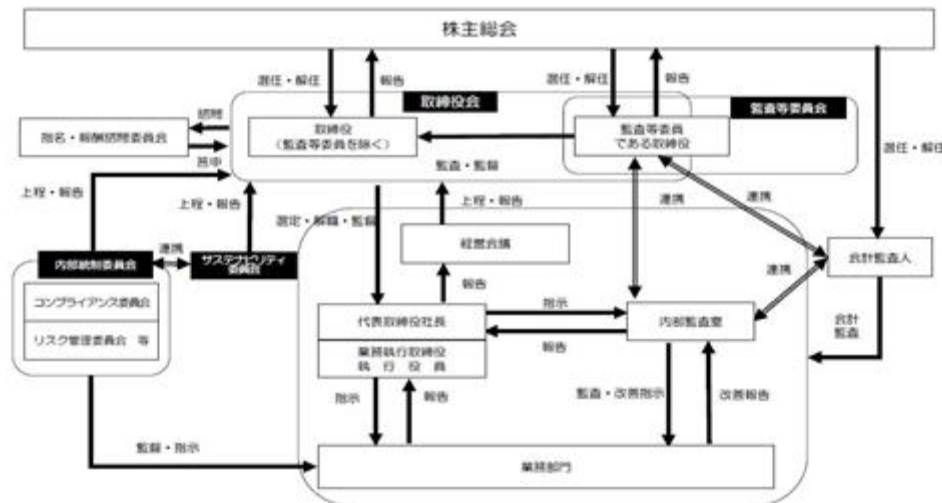 株主総会
選任・解任
報告
選任・解任
報告
取締役会
監査等委員会
諮問
指名・報酬諮問委員会
取締役
（監査等委員を除く）
監査等委員
である取締役
選任・解任
答申
監査・監督
上程・報告
上程・報告
選定・解職・監督
上程・報告
連携
連携
連携
経営会議
内部統制委員会
サステナビリティ
委員会
会計監査人
コンプライアンス委員会
リスク管理委員会 等
報告
連携
指示
代表取締役社長
内部監査室
会計
監査
業務執行取締役
執 行 役 員
報告
指示
報告
監査・改善指示
改善報告
監督・指示
業務部門